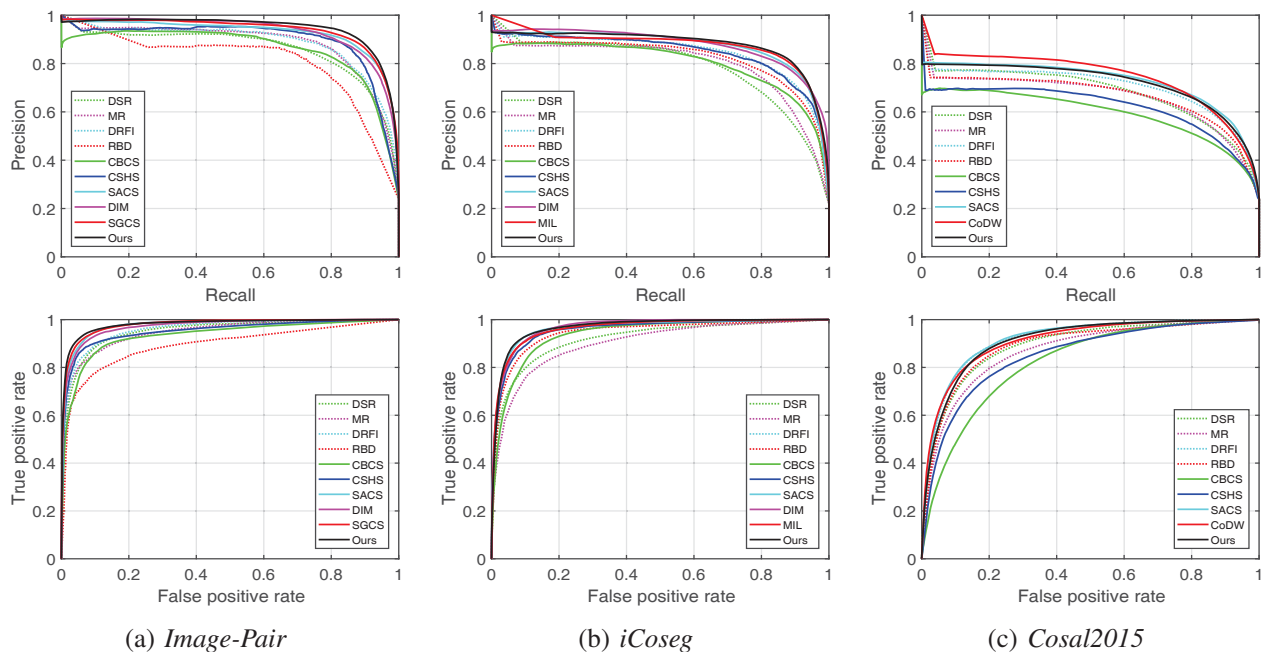 1
0.8
0.6
0.4
0.2
0
Precision
DSR
MR
DRFI
RBD
CBCS
CSHS
SACS
DIM
SGCS
Ours
0 0.2 0.4 0.6 0.8 1
Recall
1
0.8
0.6
0.4
0.2
0
Precision
DSR
MR
DRFI
RBD
CBCS
CSHS
SACS
DIM
MIL
Ours
0 0.2 0.4 0.6 0.8 1
Recall
1
0.8
0.6
0.4
0.2
0
Precision
DSR
MR
DRFI
RBD
CBCS
CSHS
SACS
CoDW
Ours
0 0.2 0.4 0.6 0.8 1
Recall
1
0.8
0.6
0.4
0.2
0
True positive rate
DSR
MR
DRFI
RBD
CBCS
CSHS
SACS
DIM
SGCS
Ours
0 0.2 0.4 0.6 0.8 1
False positive rate
1
0.8
0.6
0.4
0.2
0
True positive rate
DSR
MR
DRFI
RBD
CBCS
CSHS
SACS
DIM
MIL
Ours
0 0.2 0.4 0.6 0.8 1
False positive rate
1
0.8
0.6
0.4
0.2
0
True positive rate
DSR
MR
DRFI
RBD
CBCS
CSHS
SACS
CoDW
Ours
0 0.2 0.4 0.6 0.8 1
False positive rate
(a) Image-Pair
(b) iCoseg
(c) Cosal2015